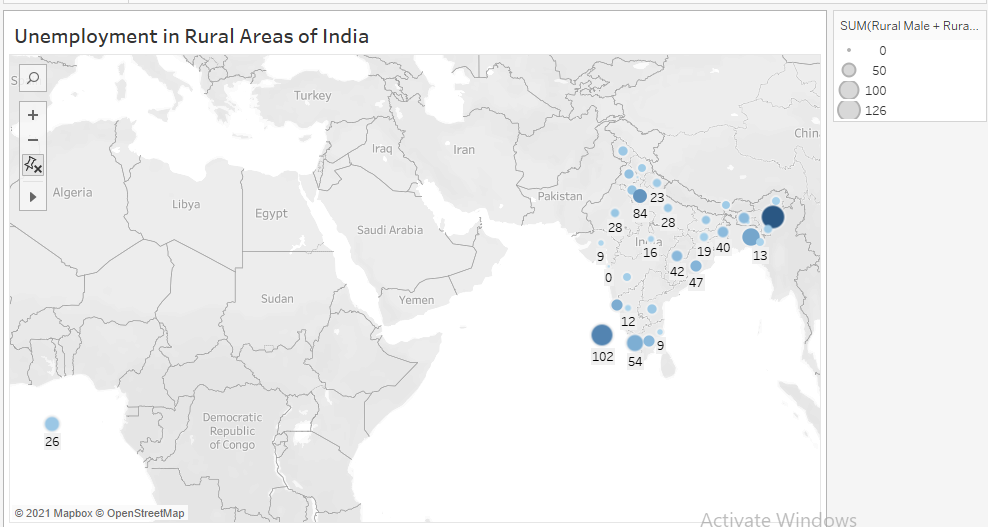 Unemployment in Rural Areas of India
SUM(Rural Male + Rura...
0
50
100
126
Turkey
Iraq
Iran
China
Algeria
Libya
Egypt
Pakistan
Saudi Arabia
India
Sudan
Yemen
Democratic
Republic
of Congo
23
84
28
28
9
16
19
40
13
0
42
47
12
102
54
9
26
© 2021 Mapbox © OpenStreetMap
Activate Windows